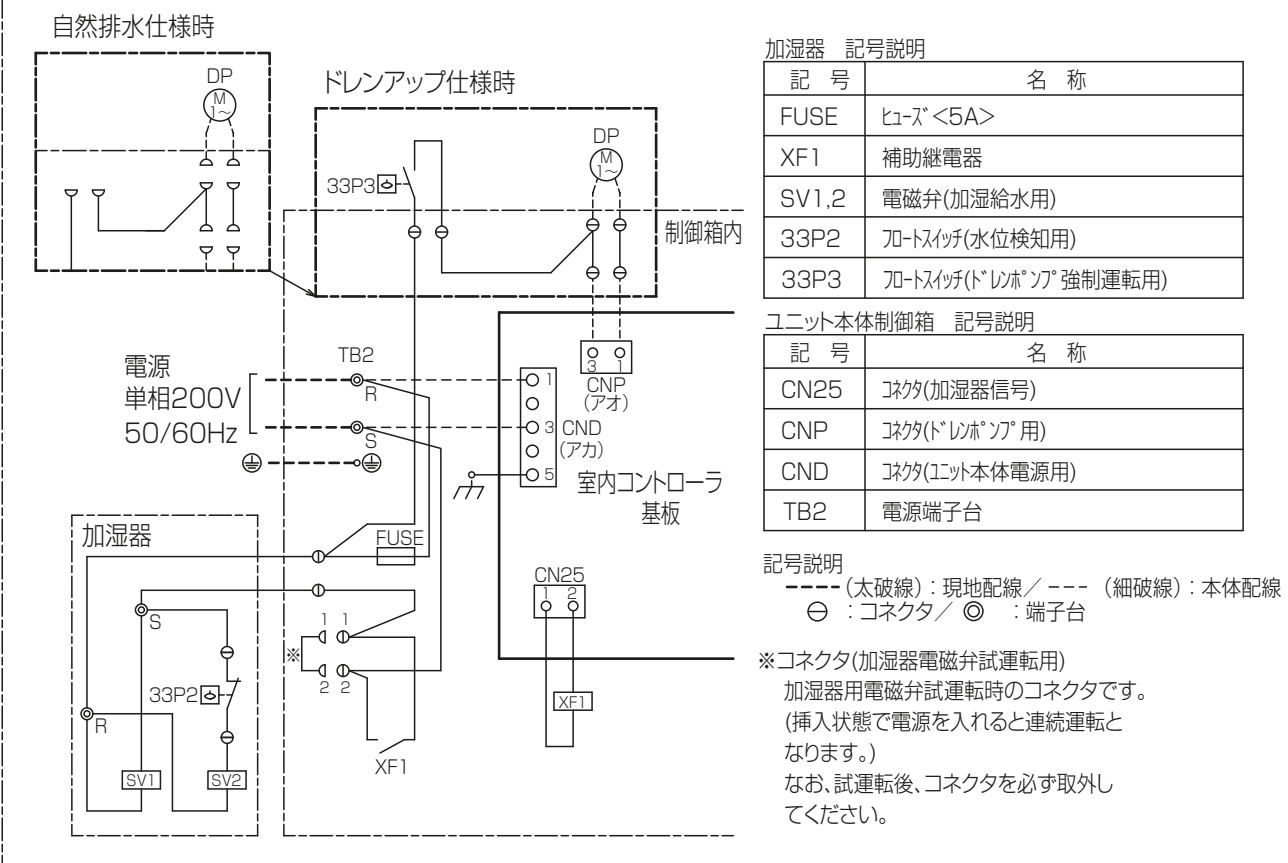 自然排水仕様時
DP
M
1～
ドレンアップ仕様時
DP
M
1～
33P3
制御箱内
電源
単相200V
50/60Hz
TB2
R
S
3 1
CNP
(アオ)
1
3
5
CND
(アカ)
室内コントローラ
基板
加湿器
FUSE
S
33P2
R
SV1
SV2
1 1
※
2 2
XF1
CN25
1 2
XF1
加湿器 記号説明
記 号 名 称
FUSE ﾋｭｰｽﾞ<5A>
XF1 補助継電器
SV1,2 電磁弁(加湿給水用)
33P2 ﾌﾛｰﾄｽｲｯﾁ(水位検知用)
33P3 ﾌﾛｰﾄｽｲｯﾁ(ﾄﾞﾚﾝﾎﾟﾝﾌﾟ強制運転用)
ユニット本体制御箱 記号説明
記 号 名 称
CN25 ｺﾈｸﾀ(加湿器信号)
CNP ｺﾈｸﾀ(ﾄﾞﾚﾝﾎﾟﾝﾌﾟ用)
CND ｺﾈｸﾀ(ﾕﾆｯﾄ本体電源用)
TB2 電源端子台
記号説明
(太破線)：現地配線／--- (細破線)：本体配線
：コネクタ／ ◎ ：端子台
※コネクタ(加湿器電磁弁試運転用)
加湿器用電磁弁試運転時のコネクタです。
(挿入状態で電源を入れると連続運転と
なります。)
なお、試運転後、コネクタを必ず取外し
てください。